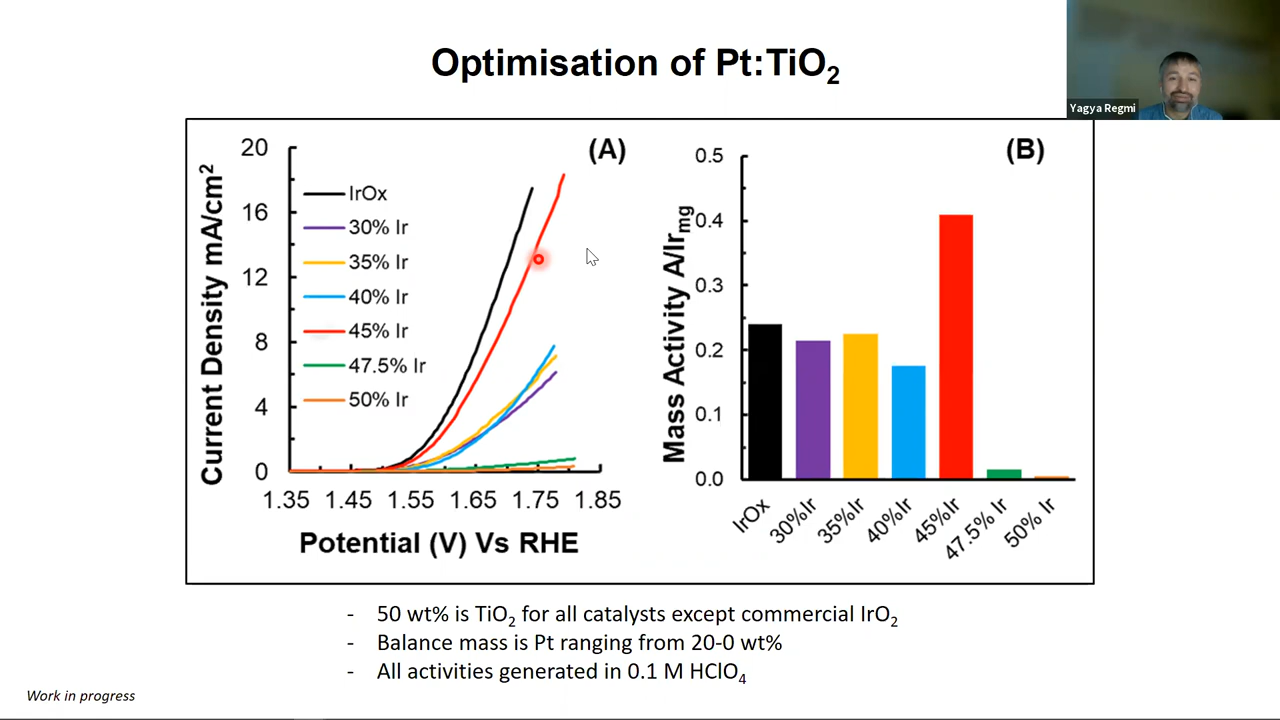 Optimisation of Pt:TiO₂
Yagya Regmi
(A)
Current Density mA/cm²
20
16
12
8
4
0
IrOx
30% Ir
35% Ir
40% Ir
45% Ir
47.5% Ir
50% Ir
1.35 1.45 1.55 1.65 1.75 1.85
Potential (V) Vs RHE
(B)
Mass Activity A/Ir_mg
0.5
0.4
0.3
0.2
0.1
0.0
IrOx 30%Ir 35%Ir 40%Ir 45%Ir 47.5% Ir 50% Ir
- 50 wt% is TiO₂ for all catalysts except commercial IrO₂
- Balance mass is Pt ranging from 20-0 wt%
- All activities generated in 0.1 M HClO₄
Work in progress